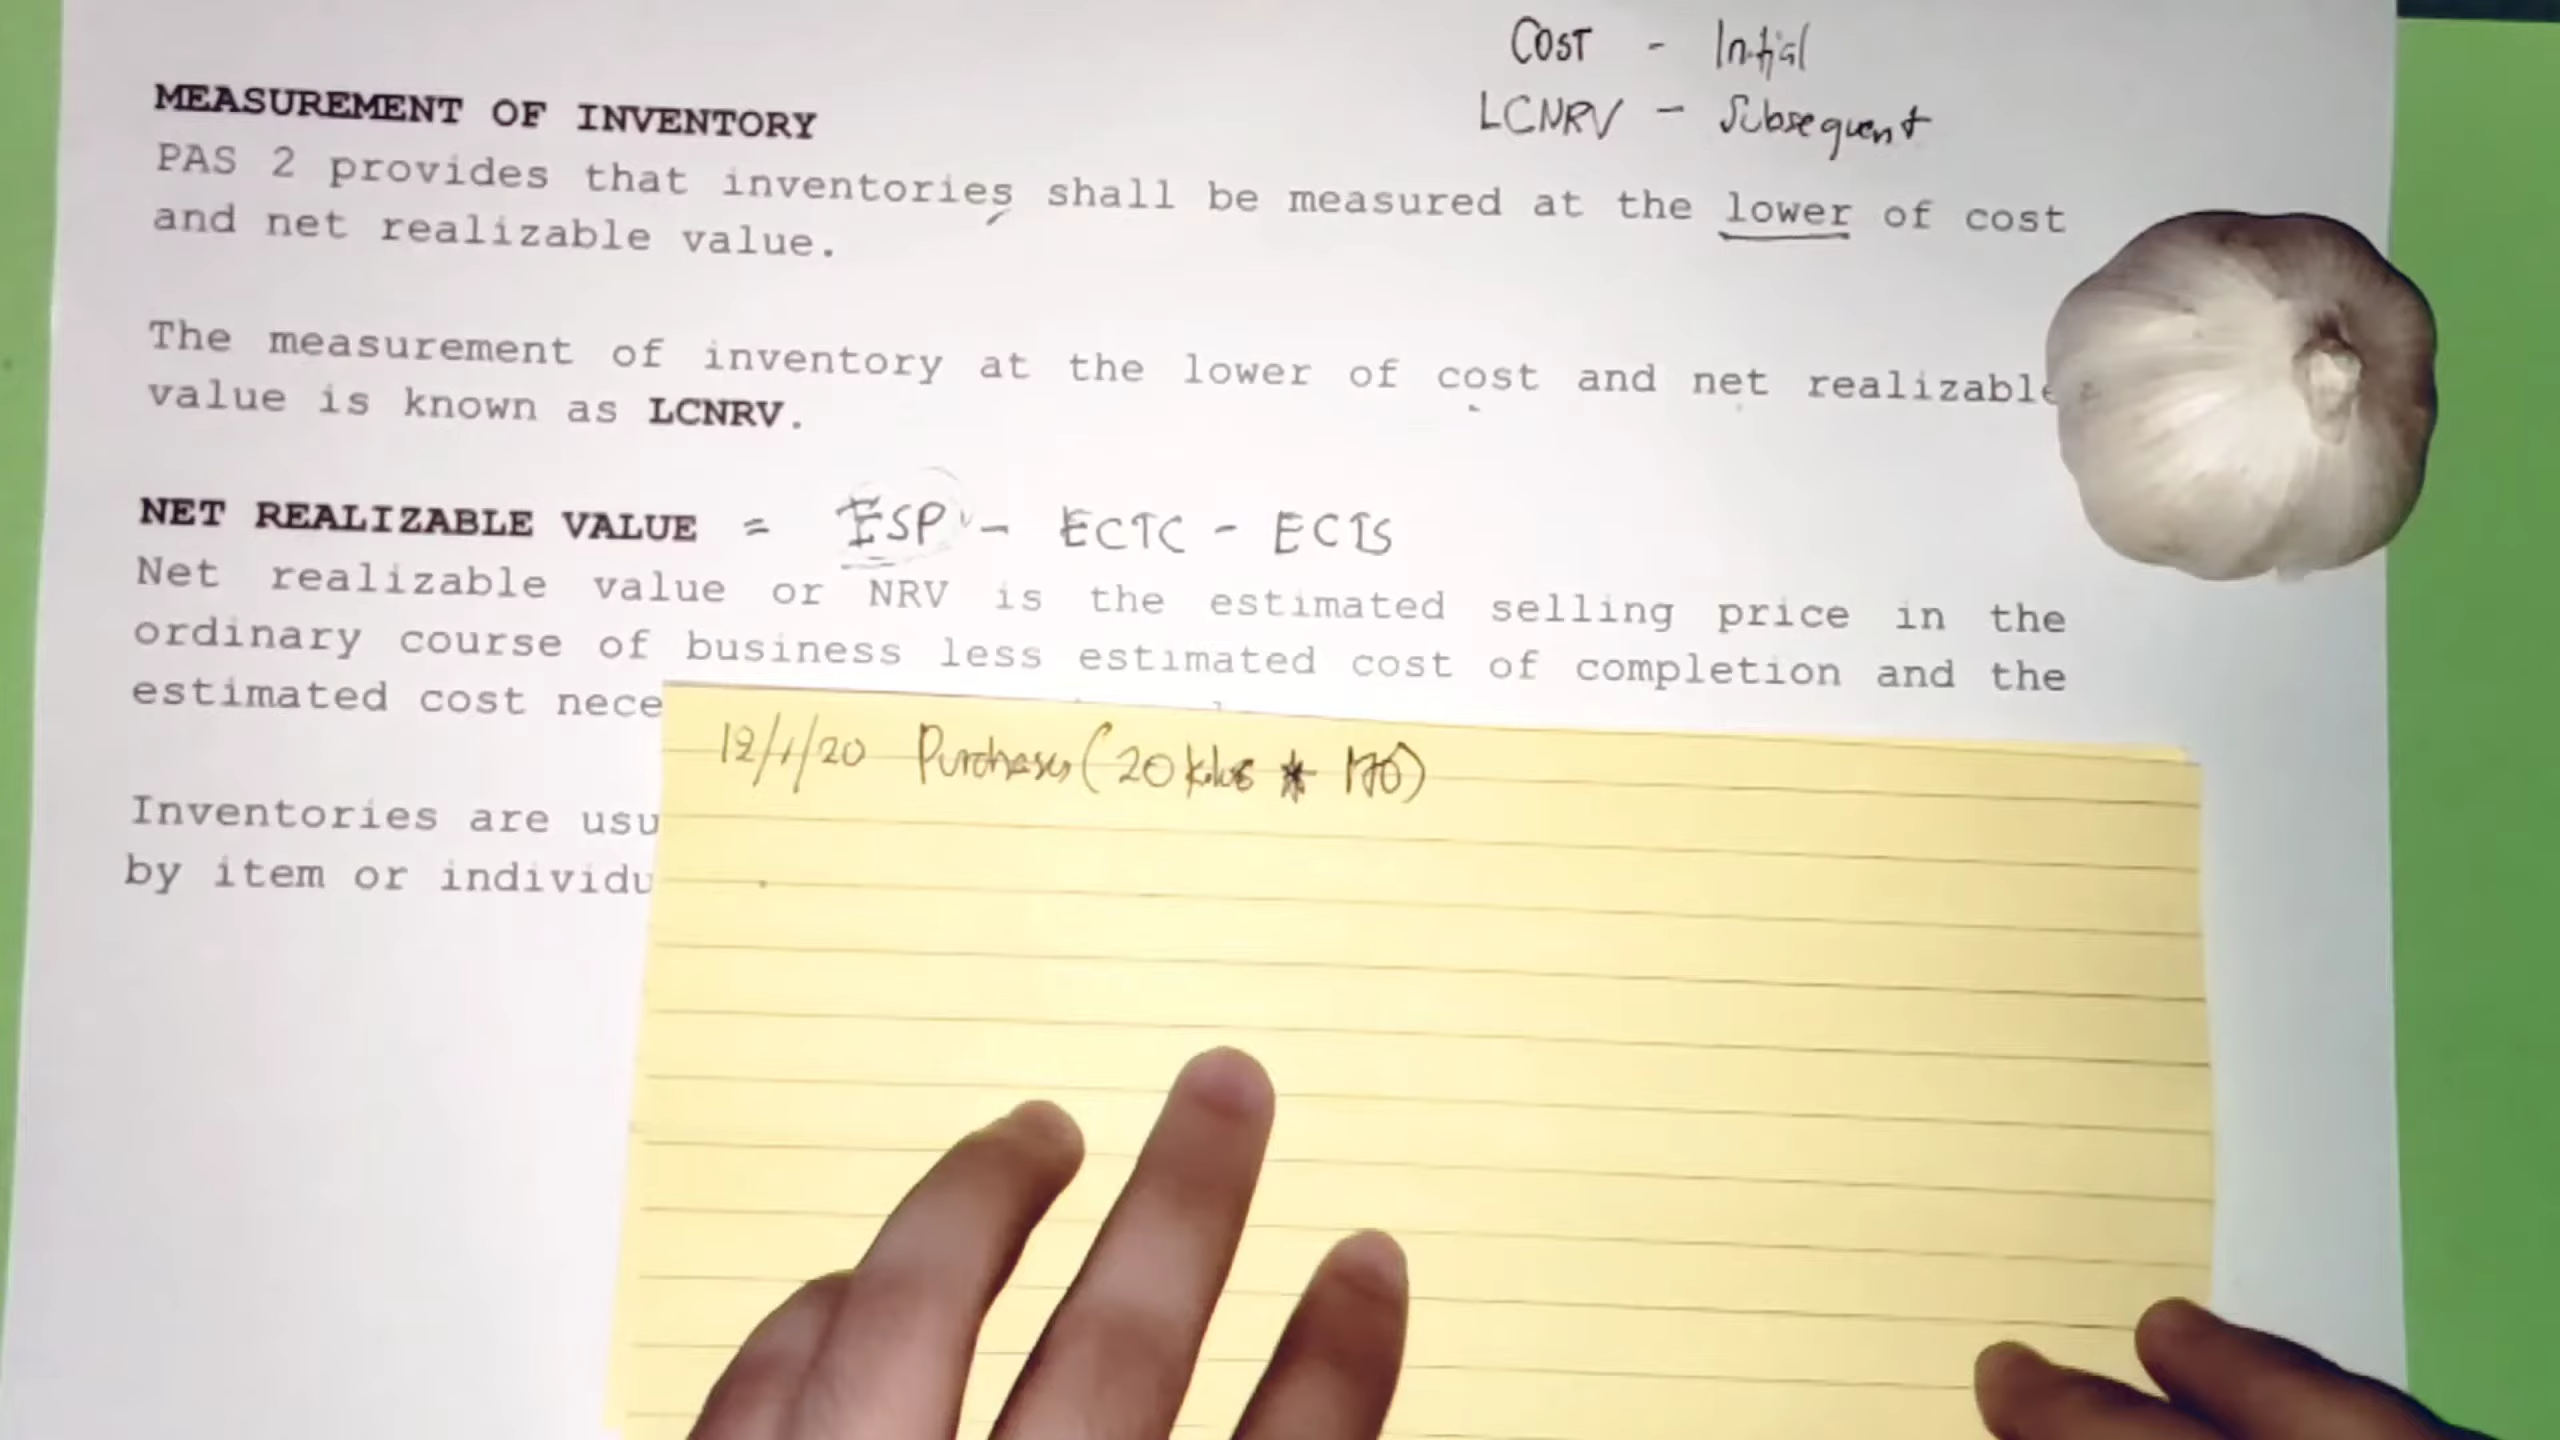 COST - Initial
LCNRV - Subsequent
MEASUREMENT OF INVENTORY
PAS 2 provides that inventories shall be measured at the lower of cost
and net realizable value.
The measurement of inventory at the lower of cost and net realizable
value is known as LCNRV.
NET REALIZABLE VALUE = ESP - ECTC - ECTS
Net realizable value or NRV is the estimated selling price in the
ordinary course of business less estimated cost of completion and the
estimated cost nece
12/1/20 Purchases (20 kilos * 170)
Inventories are usu
by item or individu